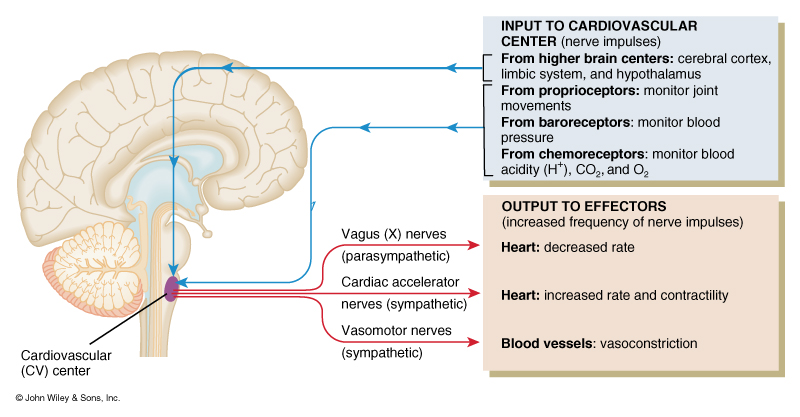 INPUT TO CARDIOVASCULAR
CENTER (nerve impulses)
From higher brain centers: cerebral cortex,
limbic system, and hypothalamus
From proprioceptors: monitor joint
movements
From baroreceptors: monitor blood
pressure
From chemoreceptors: monitor blood
acidity (H⁺), CO₂, and O₂
OUTPUT TO EFFECTORS
(increased frequency of nerve impulses)
Vagus (X) nerves
(parasympathetic)
Heart: decreased rate
Cardiac accelerator
nerves (sympathetic)
Heart: increased rate and contractility
Vasomotor nerves
(sympathetic)
Blood vessels: vasoconstriction
Cardiovascular
(CV) center
© John Wiley & Sons, Inc.